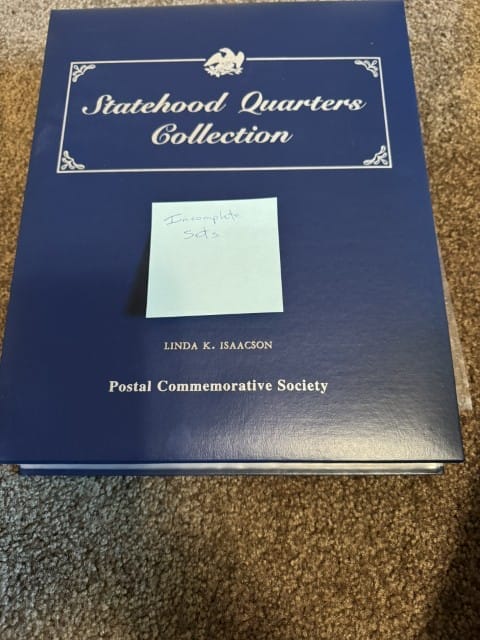 Statehood Quarters
Collection
Incomplete
Sets
LINDA K. ISAACSON
Postal Commemorative Society